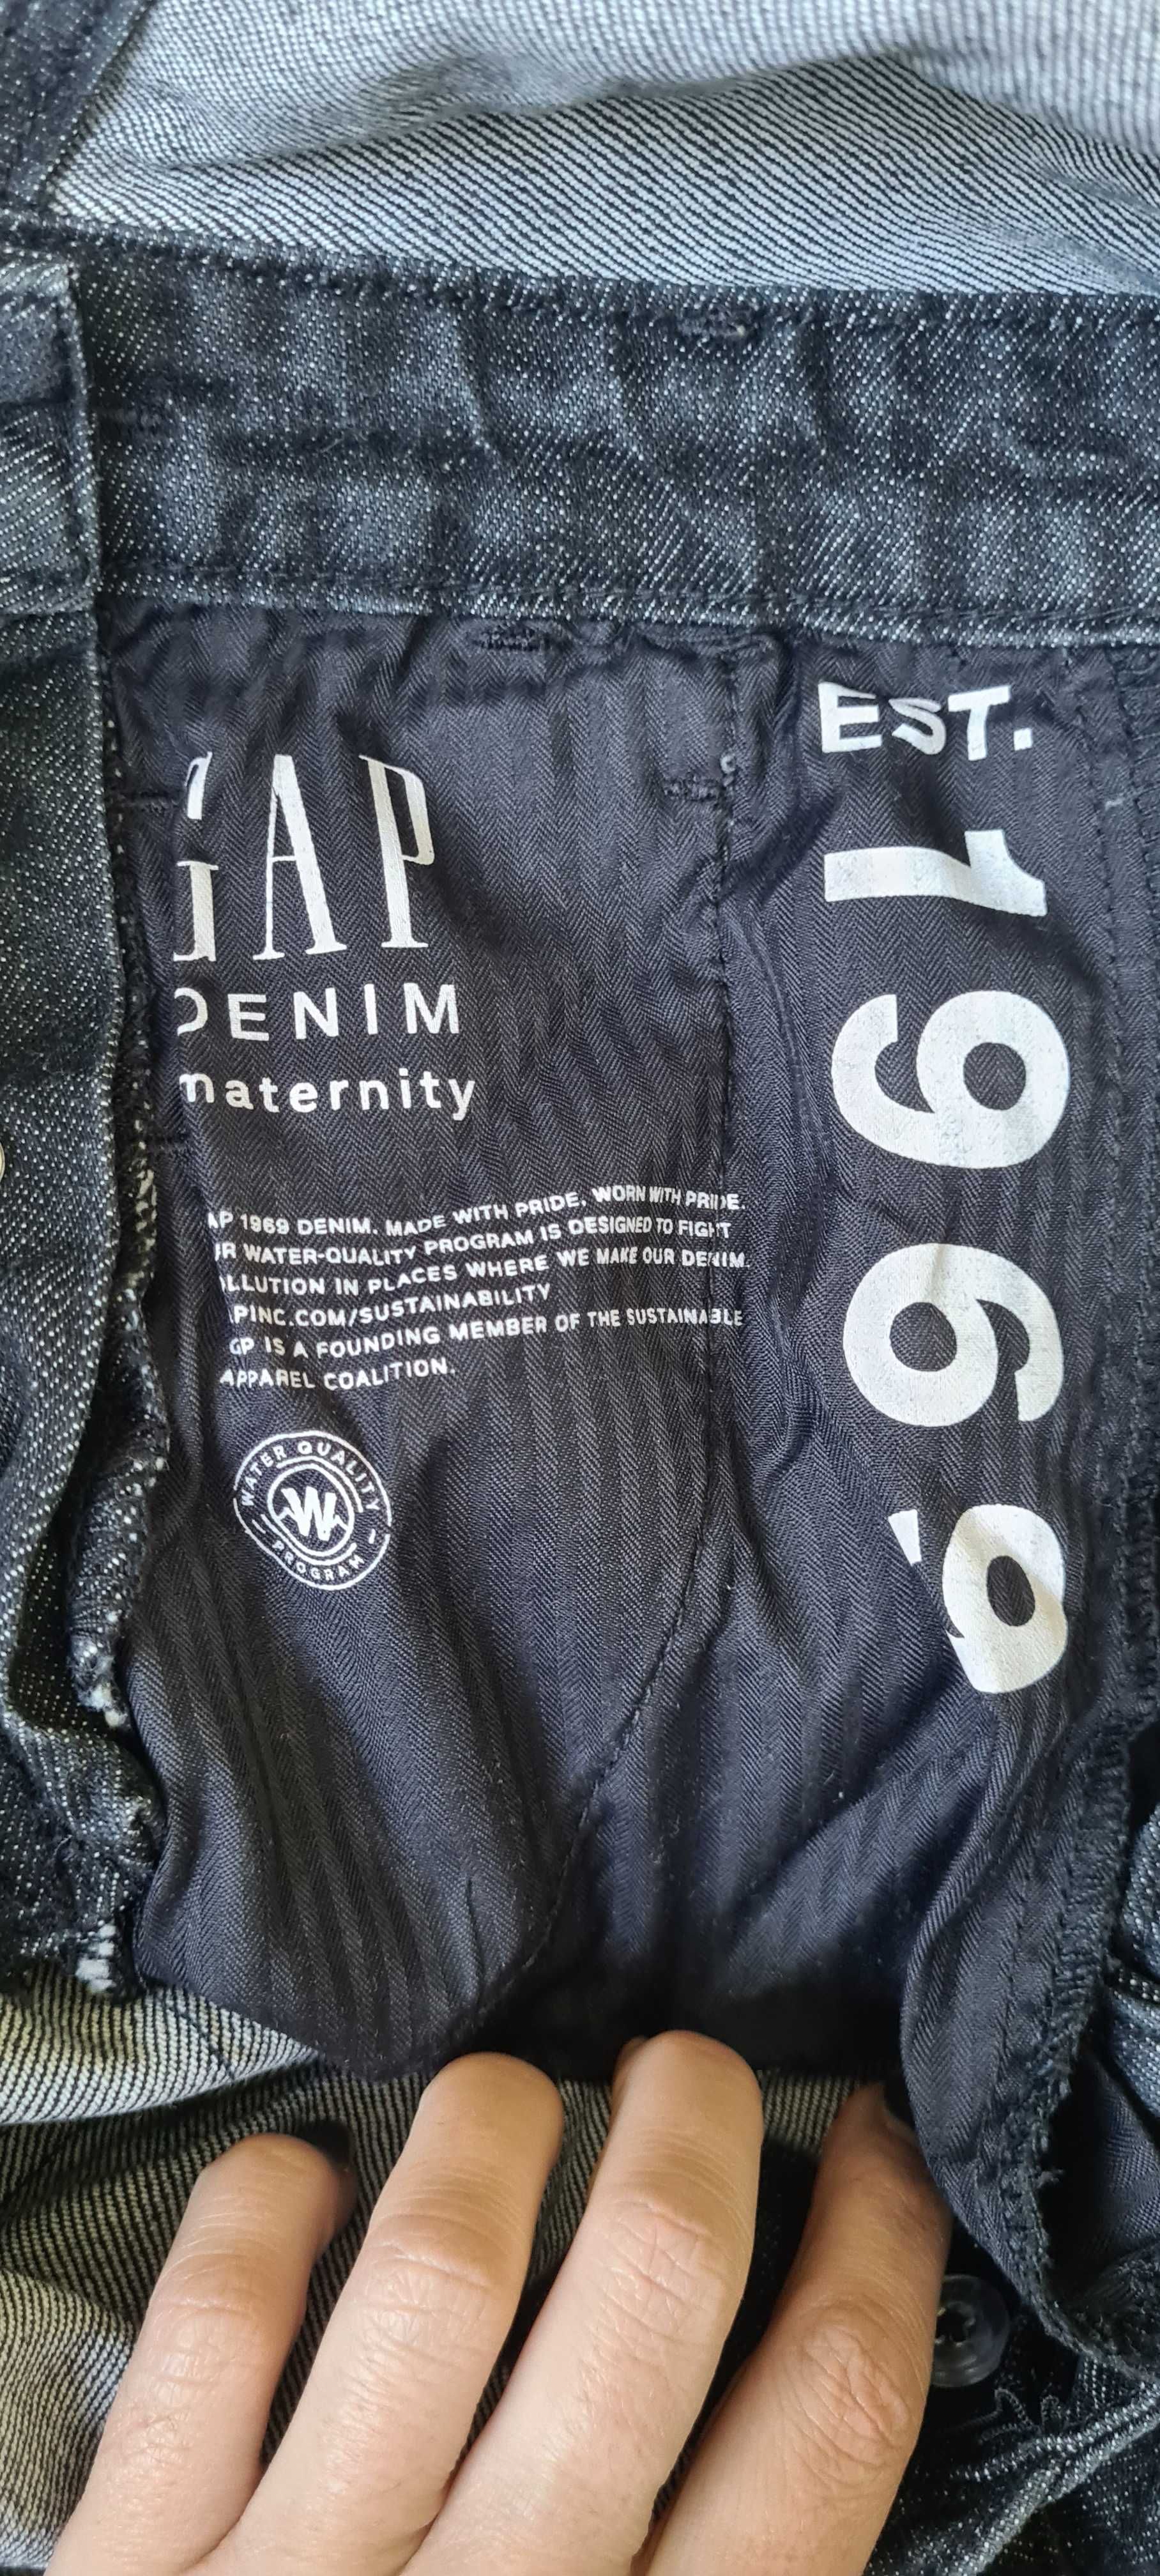 GAP
DENIM
maternity
AP 1969 DENIM. MADE WITH PRIDE, WORN WITH PRIDE.
R WATER-QUALITY PROGRAM IS DESIGNED TO FIGHT
LLUTION IN PLACES WHERE WE MAKE OUR DENIM.
PINC.COM/SUSTAINABILITY
GP IS A FOUNDING MEMBER OF THE SUSTAINABLE
APPAREL COALITION.
WATER QUALITY
W
PROGRAM
EST.
1969